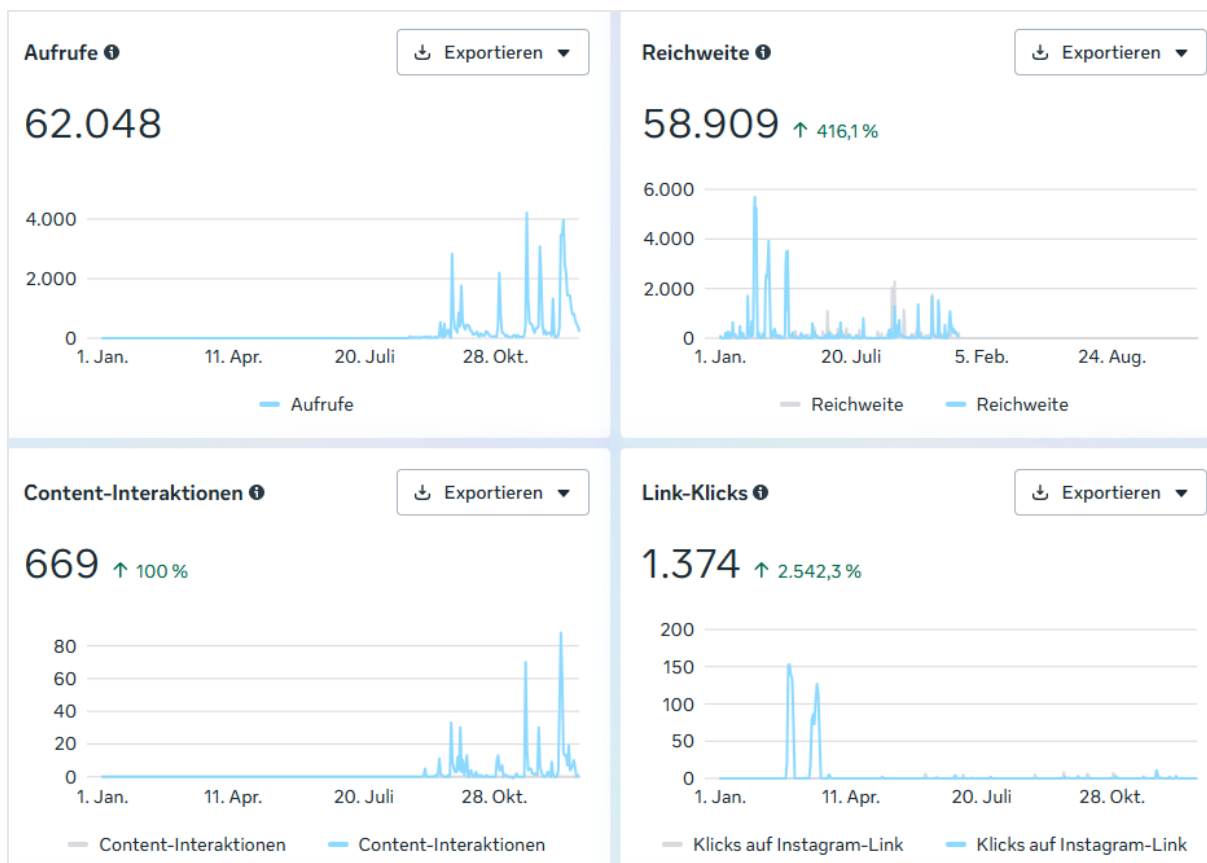 Aufrufe
Exportieren
62.048
4.000
2.000
0
1. Jan. 11. Apr. 20. Juli 28. Okt.
Aufrufe
Reichweite
Exportieren
58.909 ↑ 416,1 %
6.000
4.000
2.000
0
1. Jan. 20. Juli 5. Feb. 24. Aug.
Reichweite Reichweite
Content-Interaktionen
Exportieren
669 ↑ 100 %
80
60
40
20
0
1. Jan. 11. Apr. 20. Juli 28. Okt.
Content-Interaktionen Content-Interaktionen
Link-Klicks
Exportieren
1.374 ↑ 2.542,3 %
200
150
100
50
0
1. Jan. 11. Apr. 20. Juli 28. Okt.
Klicks auf Instagram-Link Klicks auf Instagram-Link